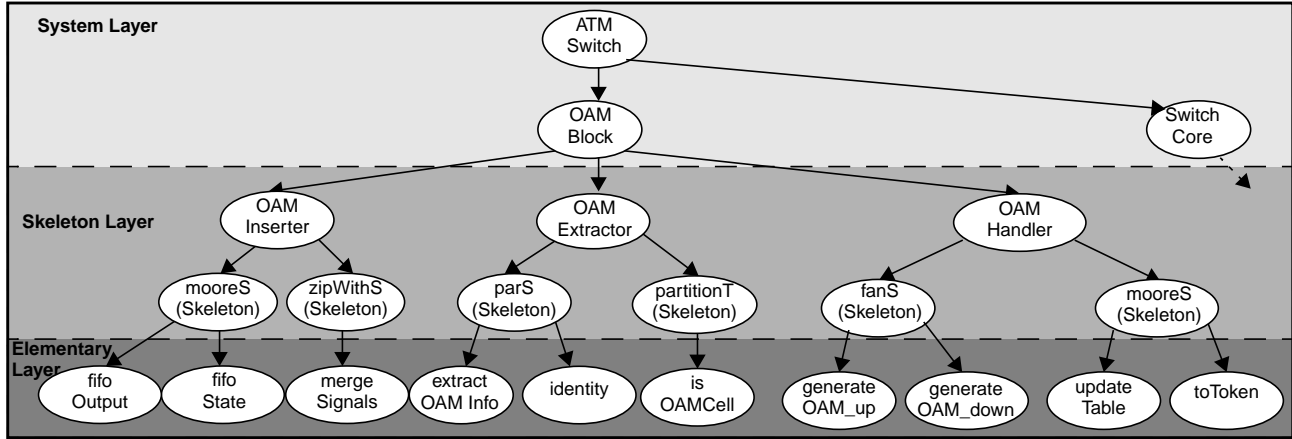 System Layer
ATM
Switch
OAM
Block
Switch
Core
Skeleton Layer
OAM
Inserter
OAM
Extractor
OAM
Handler
mooreS
(Skeleton)
zipWithS
(Skeleton)
parS
(Skeleton)
partitionT
(Skeleton)
fanS
(Skeleton)
mooreS
(Skeleton)
Elementary
Layer
fifo
Output
fifo
State
merge
Signals
extract
OAM Info
identity
is
OAMCell
generate
OAM_up
generate
OAM_down
update
Table
toToken